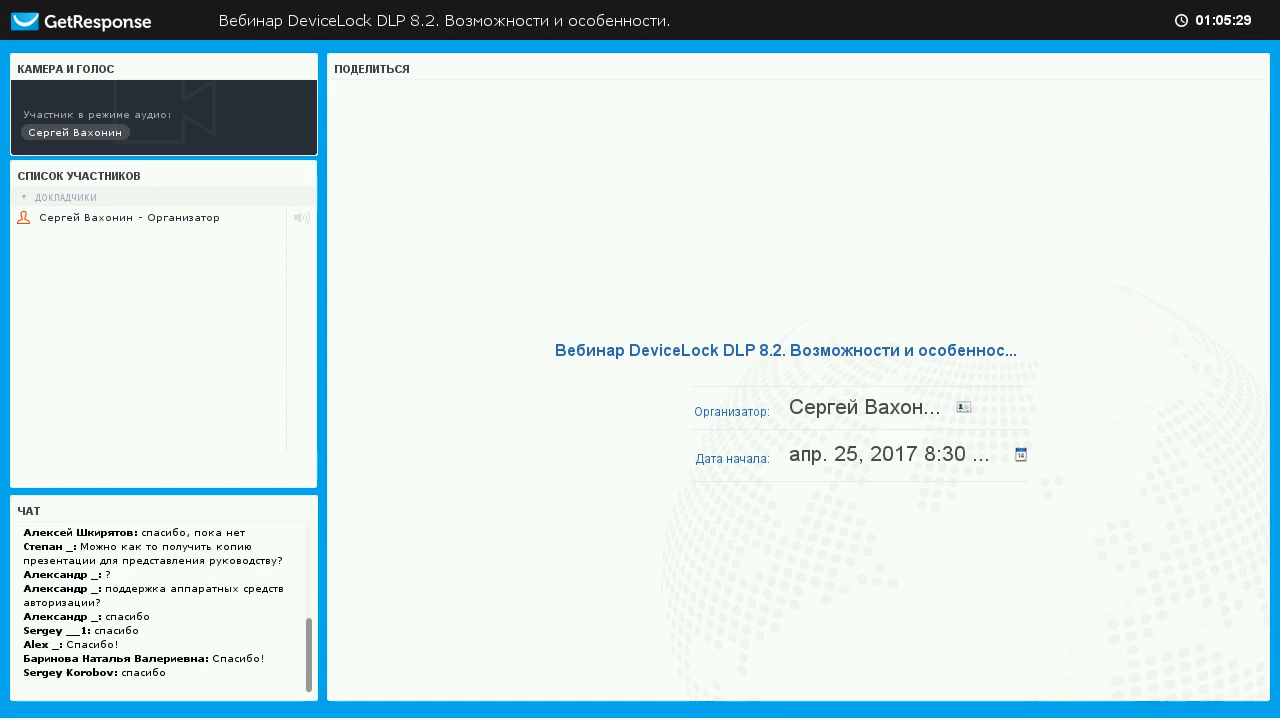 GetResponse
Вебинар DeviceLock DLP 8.2. Возможности и особенности.
01:05:29
КАМЕРА И ГОЛОС
Участник в режиме аудио:
Сергей Вахонин
СПИСОК УЧАСТНИКОВ
ДОКЛАДЧИКИ
Сергей Вахонин - Организатор
ЧАТ
Алексей Шкирятов: спасибо, пока нет
Степан _: Можно как то получить копию
презентации для представления руководству?
Александр _: ?
Александр _: поддержка аппаратных средств
авторизации?
Александр _: спасибо
Sergey __1: спасибо
Alex _: Спасибо!
Баринова Наталья Валериевна: Спасибо!
Sergey Korobov: спасибо
ПОДЕЛИТЬСЯ
Вебинар DeviceLock DLP 8.2. Возможности и особеннос...
Организатор: Сергей Вахон...
Дата начала: апр. 25, 2017 8:30 ...
14